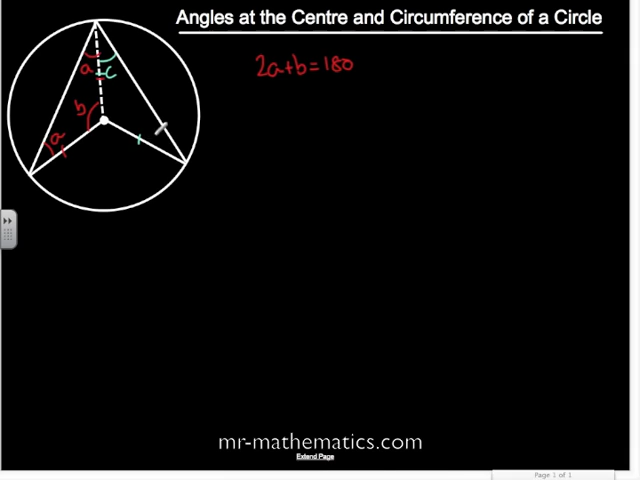 Angles at the Centre and Circumference of a Circle
2a+b=180
a c
b
a
mr-mathematics.com
Extend Page
Page 1 of 1